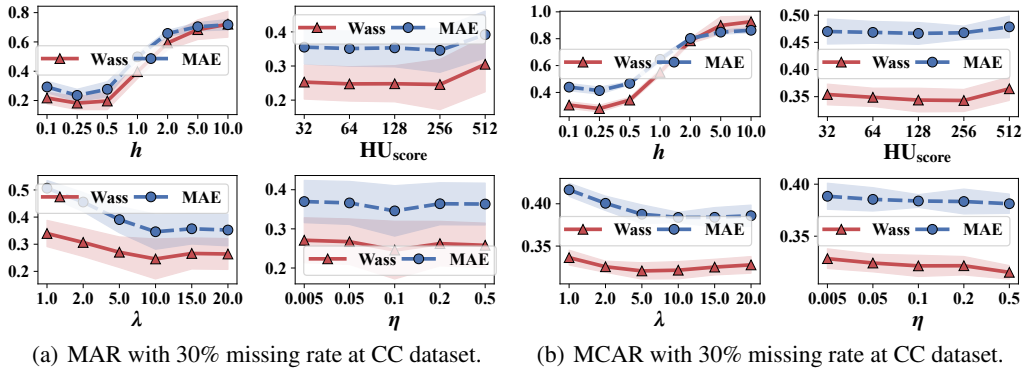 0.8
0.6
0.4
0.2
Wass MAE
0.1 0.25 0.5 1.0 2.0 5.0 10.0
h
0.4
0.3
0.2
Wass MAE
32 64 128 256 512
HUscore
1.0
0.8
0.6
0.4
Wass MAE
0.1 0.25 0.5 1.0 2.0 5.0 10.0
h
0.50
0.45
0.40
0.35
Wass MAE
32 64 128 256 512
HUscore
0.5
0.4
0.3
0.2
Wass MAE
1.0 2.0 5.0 10.0 15.0 20.0
λ
0.4
0.3
0.2
Wass MAE
0.005 0.05 0.1 0.2 0.5
η
0.40
0.35
Wass MAE
1.0 2.0 5.0 10.0 15.0 20.0
λ
0.40
0.35
Wass MAE
0.005 0.05 0.1 0.2 0.5
η
(a) MAR with 30% missing rate at CC dataset.
(b) MCAR with 30% missing rate at CC dataset.